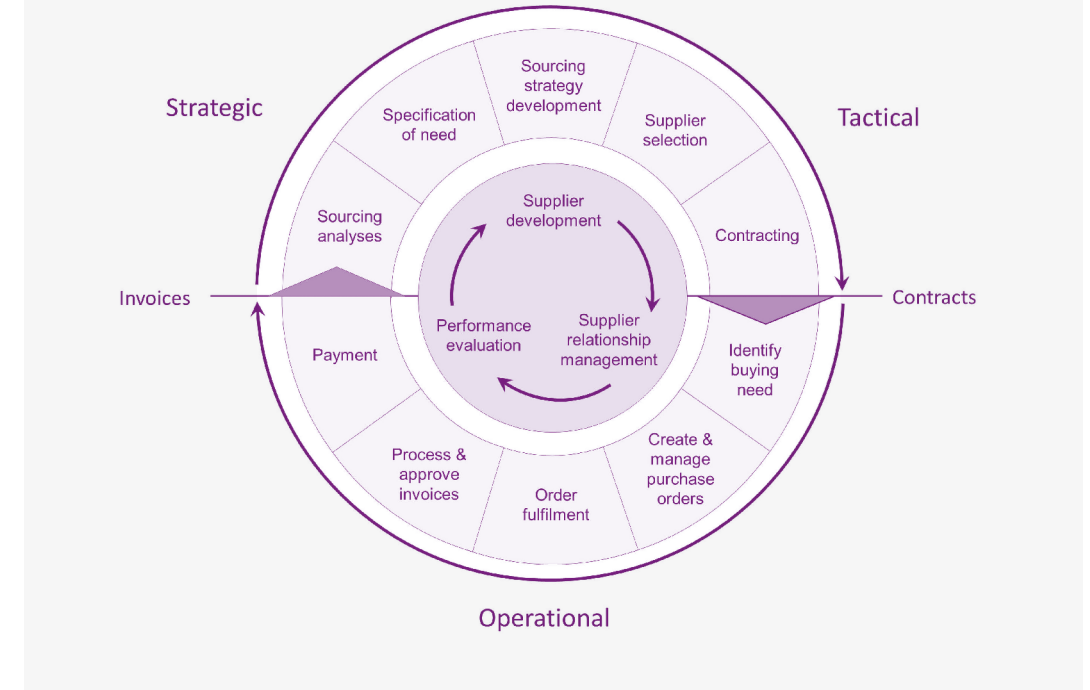 Strategic
Tactical
Sourcing
strategy
development
Specification
of need
Supplier
selection
Sourcing
analyses
Contracting
Supplier
development
Supplier
relationship
management
Performance
evaluation
Invoices
Contracts
Identify
buying
need
Create &
manage
purchase
orders
Order
fulfilment
Process &
approve
invoices
Payment
Operational